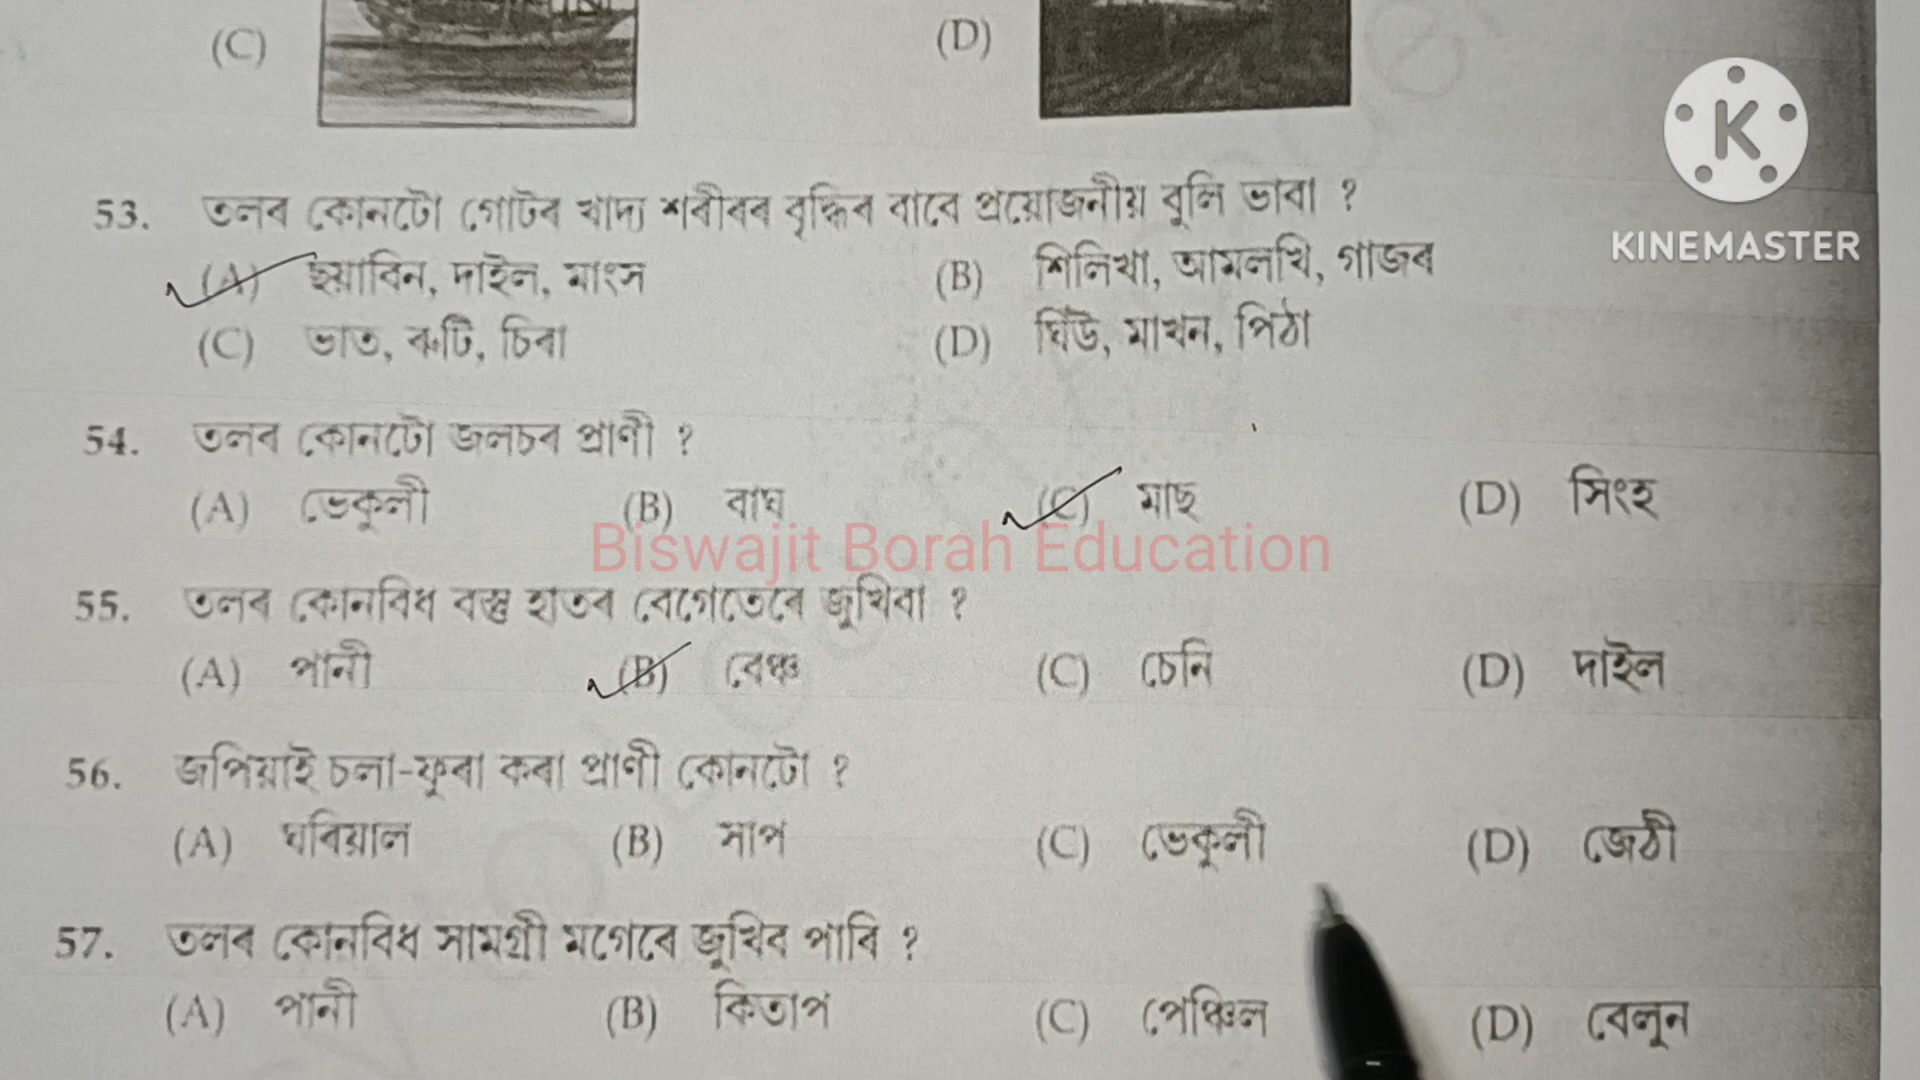 (C) (D)
K
KINEMASTER
53. তলৰ কোনটো গোটৰ খাদ্য শৰীৰৰ বৃদ্ধিৰ বাবে প্ৰয়োজনীয় বুলি ভাবা ?
(A) ছয়াবিন, দাইল, মাংস (B) শিলিখা, আমলখি, গাজৰ
(C) ভাত, ৰুটি, চিৰা (D) ঘিঁউ, মাখন, পিঠা
54. তলৰ কোনটো জলচৰ প্ৰাণী ?
(A) ভেকুলী (B) বাঘ (C) মাছ (D) সিংহ
Biswajit Borah Education
55. তলৰ কোনবিধ বস্তু হাতৰ বেগেতেৰে জুখিবা ?
(A) পানী (B) বেঞ্চ (C) চেনি (D) দাইল
56. জপিয়াই চলা-ফুৰা কৰা প্ৰাণী কোনটো ?
(A) ঘৰিয়াল (B) সাপ (C) ভেকুলী (D) জেঠী
57. তলৰ কোনবিধ সামগ্ৰী মগেৰে জুখিব পাৰি ?
(A) পানী (B) কিতাপ (C) পেঞ্চিল (D) বেলুন